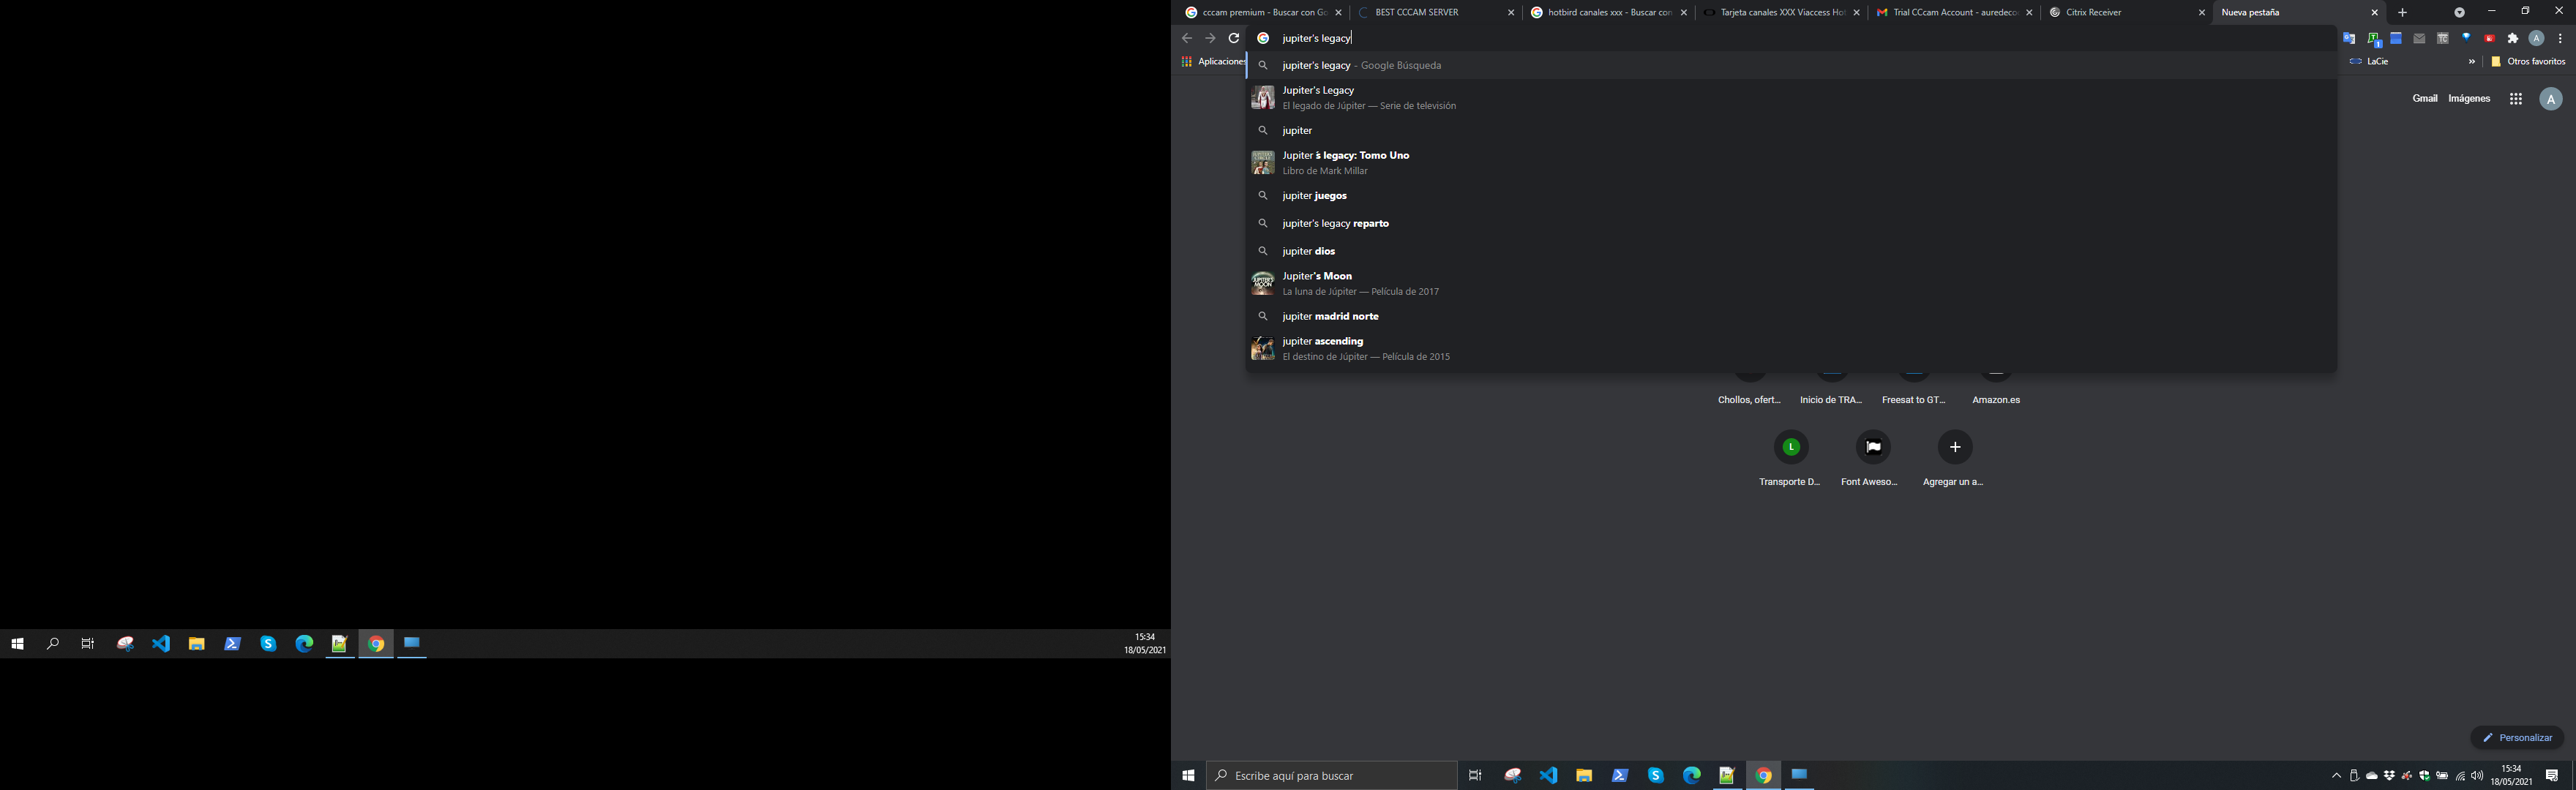 cccam premium - Buscar con Go
BEST CCCAM SERVER
hotbird canales xxx - Buscar con
Tarjeta canales XXX Viaccess Hot
Trial CCcam Account - auredeco
Citrix Receiver
Nueva pestaña
jupiter's legacy
Aplicaciones
jupiter's legacy - Google Búsqueda
LaCie
Otros favoritos
Jupiter's Legacy
El legado de Júpiter — Serie de televisión
Gmail Imágenes
A
jupiter
Jupiter ́s legacy: Tomo Uno
Libro de Mark Millar
jupiter juegos
jupiter's legacy reparto
jupiter dios
Jupiter's Moon
La luna de Júpiter — Película de 2017
jupiter madrid norte
jupiter ascending
El destino de Júpiter — Película de 2015
Chollos, ofert...
Inicio de TRA...
Freesat to GT...
Amazon.es
L
Transporte D...
Font Aweso...
Agregar un a...
15:34
18/05/2021
Personalizar
Escribe aquí para buscar
15:34
18/05/2021